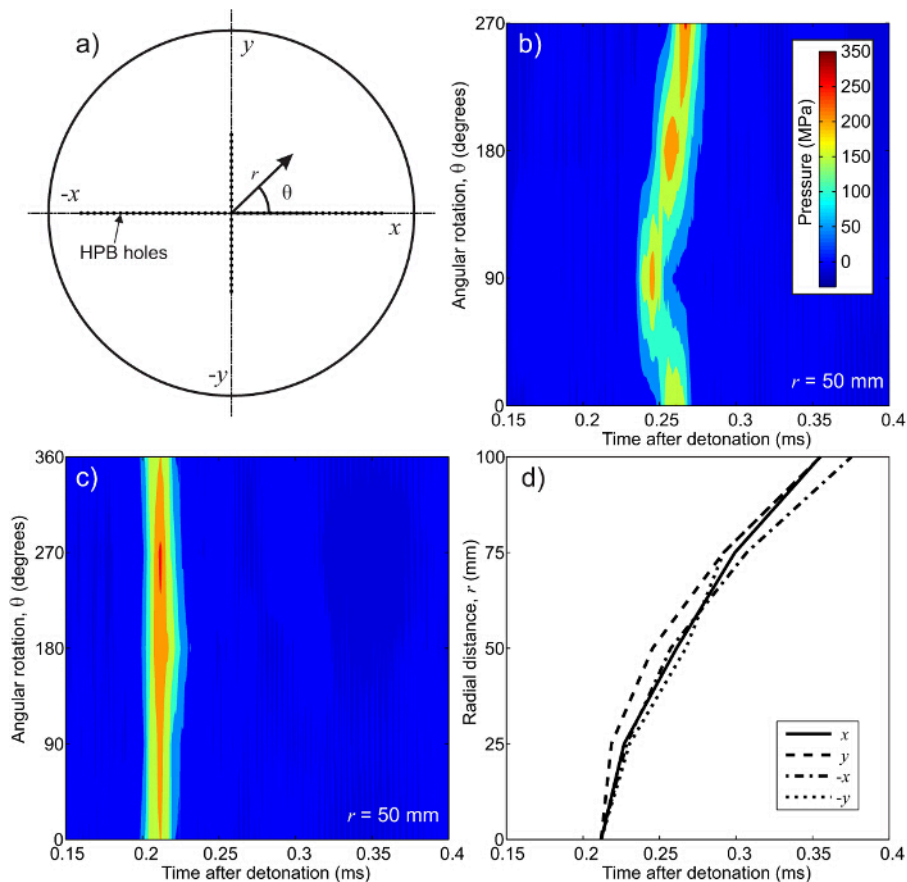 a)
y
r
θ
-x
x
HPB holes
-y
b)
Angular rotation, θ (degrees)
270
180
90
0
0.15
0.2
0.25
0.3
0.35
0.4
Time after detonation (ms)
Pressure (MPa)
350
300
250
200
150
100
50
0
r = 50 mm
c)
Angular rotation, θ (degrees)
360
270
180
90
0
0.15
0.2
0.25
0.3
0.35
0.4
Time after detonation (ms)
r = 50 mm
d)
Radial distance, r (mm)
100
75
50
25
0
0.15
0.2
0.25
0.3
0.35
0.4
Time after detonation (ms)
x
y
-x
-y